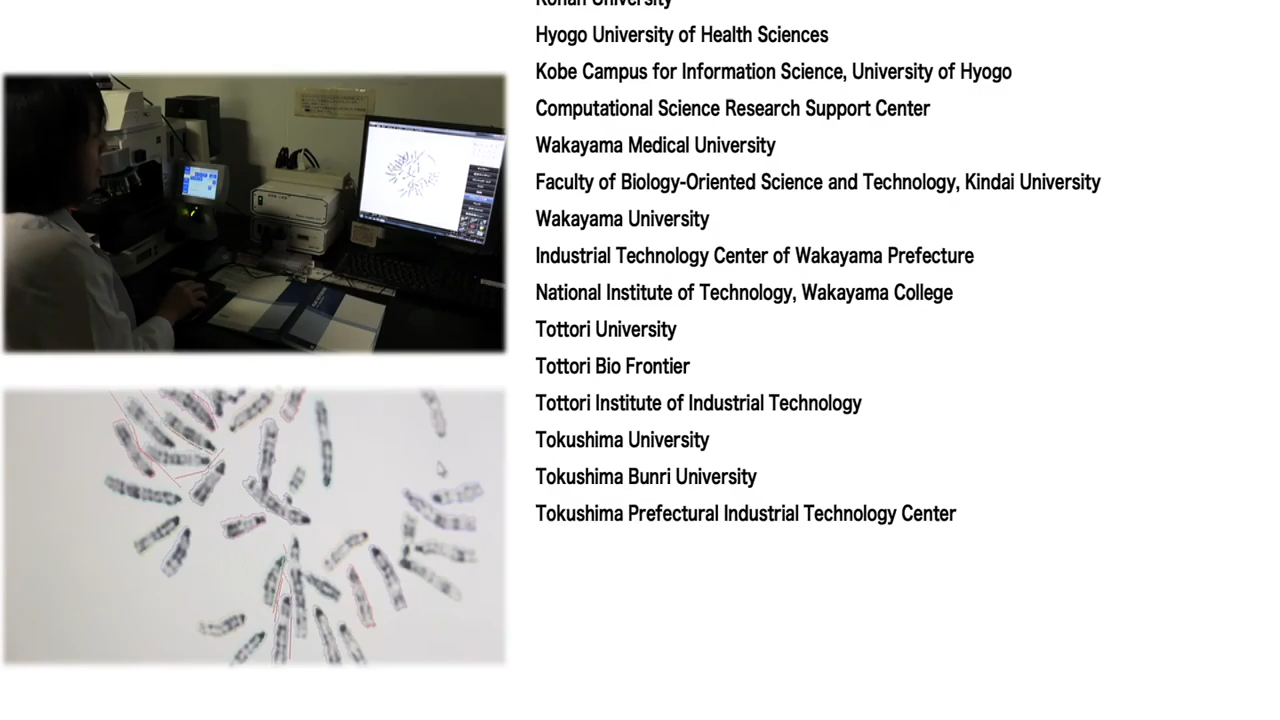 Konan University
Hyogo University of Health Sciences
Kobe Campus for Information Science, University of Hyogo
Computational Science Research Support Center
Wakayama Medical University
Faculty of Biology-Oriented Science and Technology, Kindai University
Wakayama University
Industrial Technology Center of Wakayama Prefecture
National Institute of Technology, Wakayama College
Tottori University
Tottori Bio Frontier
Tottori Institute of Industrial Technology
Tokushima University
Tokushima Bunri University
Tokushima Prefectural Industrial Technology Center